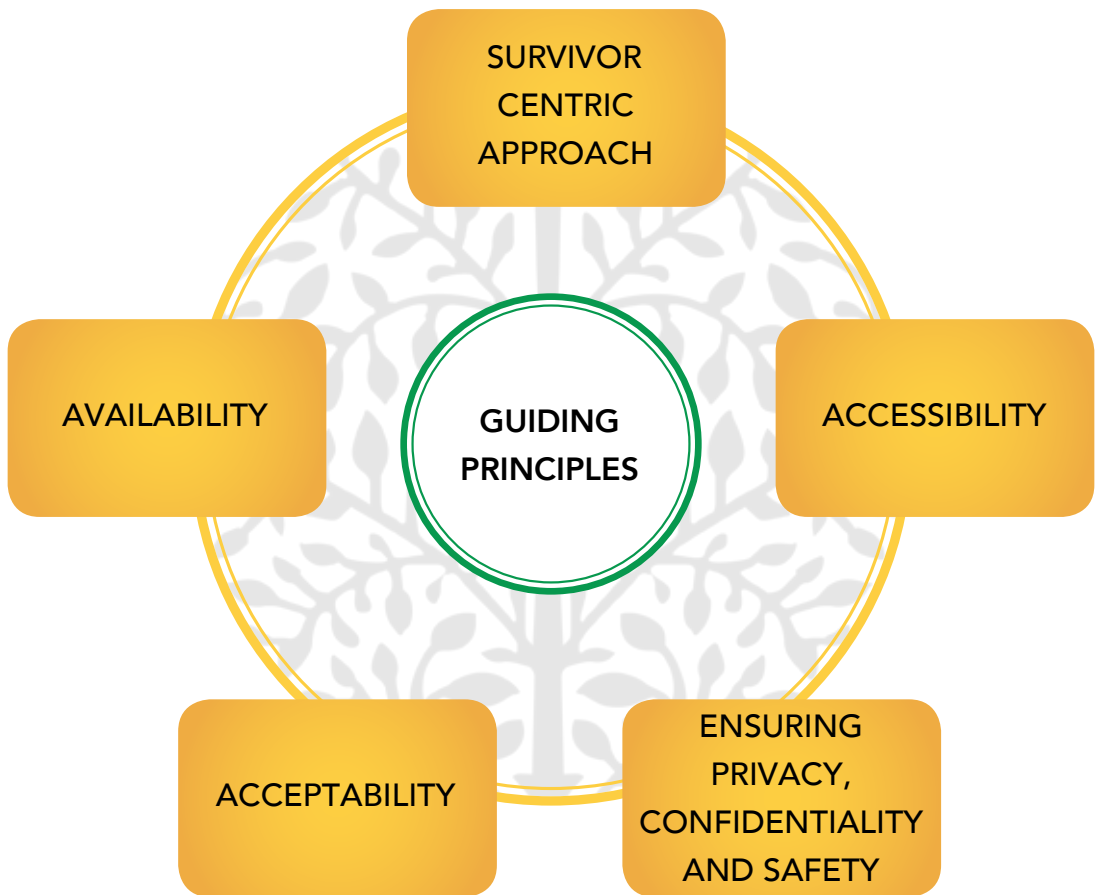 SURVIVOR
CENTRIC
APPROACH
AVAILABILITY
GUIDING
PRINCIPLES
ACCESSIBILITY
ACCEPTABILITY
ENSURING
PRIVACY,
CONFIDENTIALITY
AND SAFETY